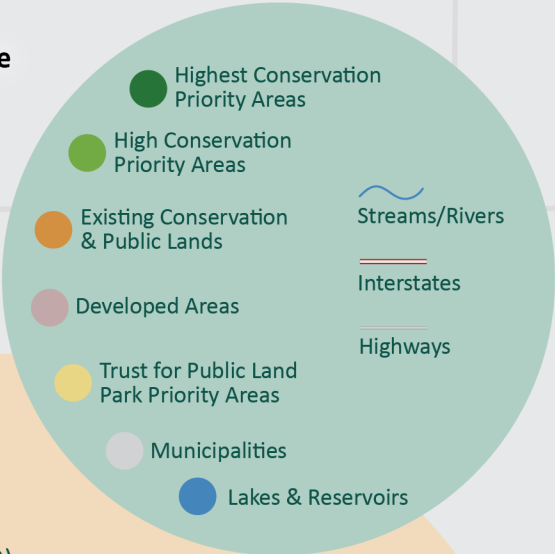 e
Highest Conservation
Priority Areas
High Conservation
Priority Areas
Existing Conservation
& Public Lands
Developed Areas
Trust for Public Land
Park Priority Areas
Municipalities
Lakes & Reservoirs
Streams/Rivers
Interstates
Highways